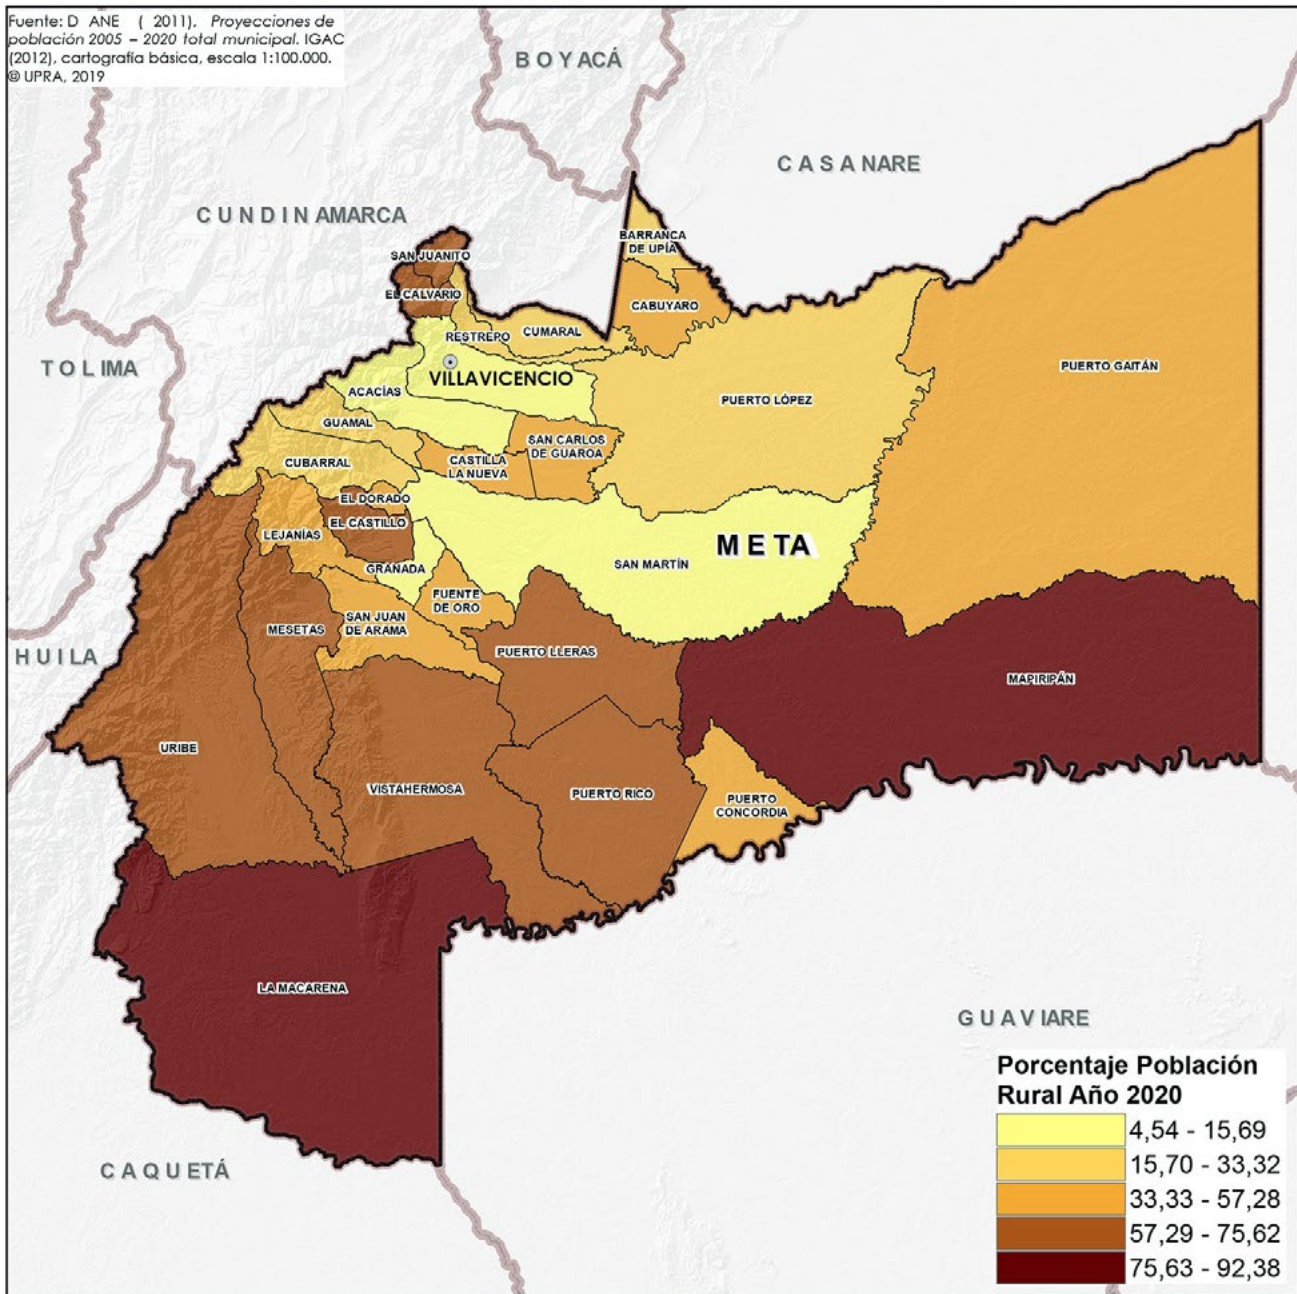 Fuente: D ANE ( 2011). Proyecciones de
población 2005 – 2020 total municipal. IGAC
(2012), cartografía básica, escala 1:100.000.
© UPRA, 2019
BOYACÁ
CASANARE
CUNDINAMARCA
BARRANCA
DE UPÍA
SAN JUANITO
EL CALVARIO
CABUYARO
RESTREPO
CUMARAL
TOLIMA
PUERTO GAITÁN
VILLAVICENCIO
ACACÍAS
PUERTO LÓPEZ
GUAMAL
SAN CARLOS
DE GUAROA
CUBARRAL
CASTILLA
LA NUEVA
EL DORADO
EL CASTILLO
LEJANÍAS
META
GRANADA
SAN MARTÍN
FUENTE
DE ORO
SAN JUAN
DE ARAMA
MESETAS
HUILA
PUERTO LLERAS
MAPIRIPÁN
URIBE
VISTAHERMOSA
PUERTO RICO
PUERTO
CONCORDIA
LA MACARENA
GUAVIARE
CAQUETÁ
Porcentaje Población
Rural Año 2020
4,54 - 15,69
15,70 - 33,32
33,33 - 57,28
57,29 - 75,62
75,63 - 92,38